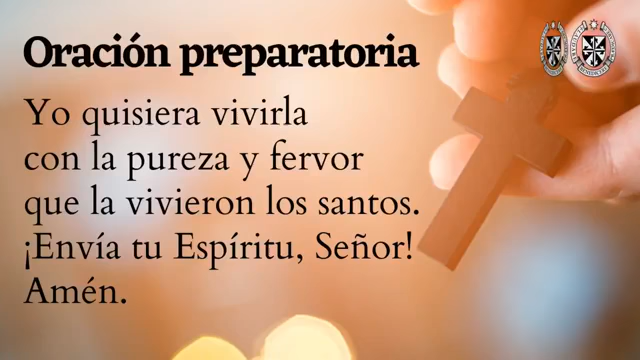 Oración preparatoria
Yo quisiera vivirla
con la pureza y fervor
que la vivieron los santos.
¡Envía tu Espíritu, Señor!
Amén.